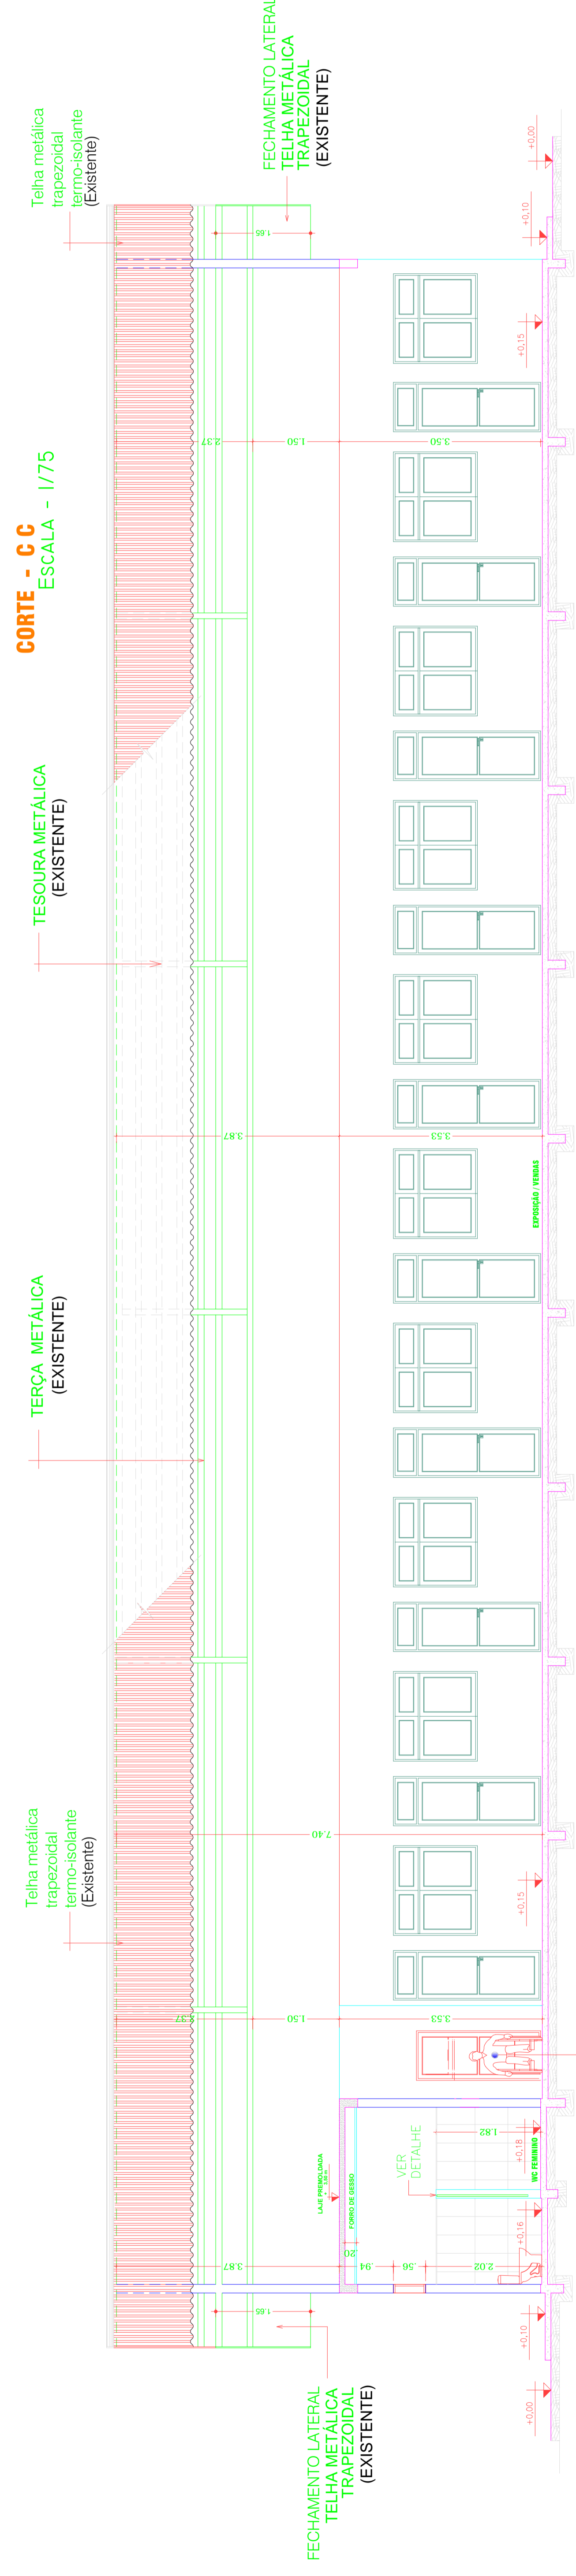 CORTE - C C
ESCALA - 1/75
Telha metálica
trapezoidal
termo-isolante
(Existente)
TERÇA METÁLICA
(EXISTENTE)
TESOURA METÁLICA
(EXISTENTE)
Telha metálica
trapezoidal
termo-isolante
(Existente)
FECHAMENTO LATERAL
TELHA METÁLICA
TRAPEZOIDAL
(EXISTENTE)
FECHAMENTO LATERAL
TELHA METÁLICA
TRAPEZOIDAL
(EXISTENTE)
1.65
3.87
.20
.94
.56
2.02
LAJE PREMOLDADA
FORRO DE GESSO
VER
DETALHE
1.82
WC FEMININO
2.37
1.50
3.53
7.40
3.87
3.53
EXPOSIÇÃO / VENDAS
2.37
1.50
3.50
1.65
+0,00
+0,10
+0,16
+0,18
+0,15
+0,15
+0,10
+0,00